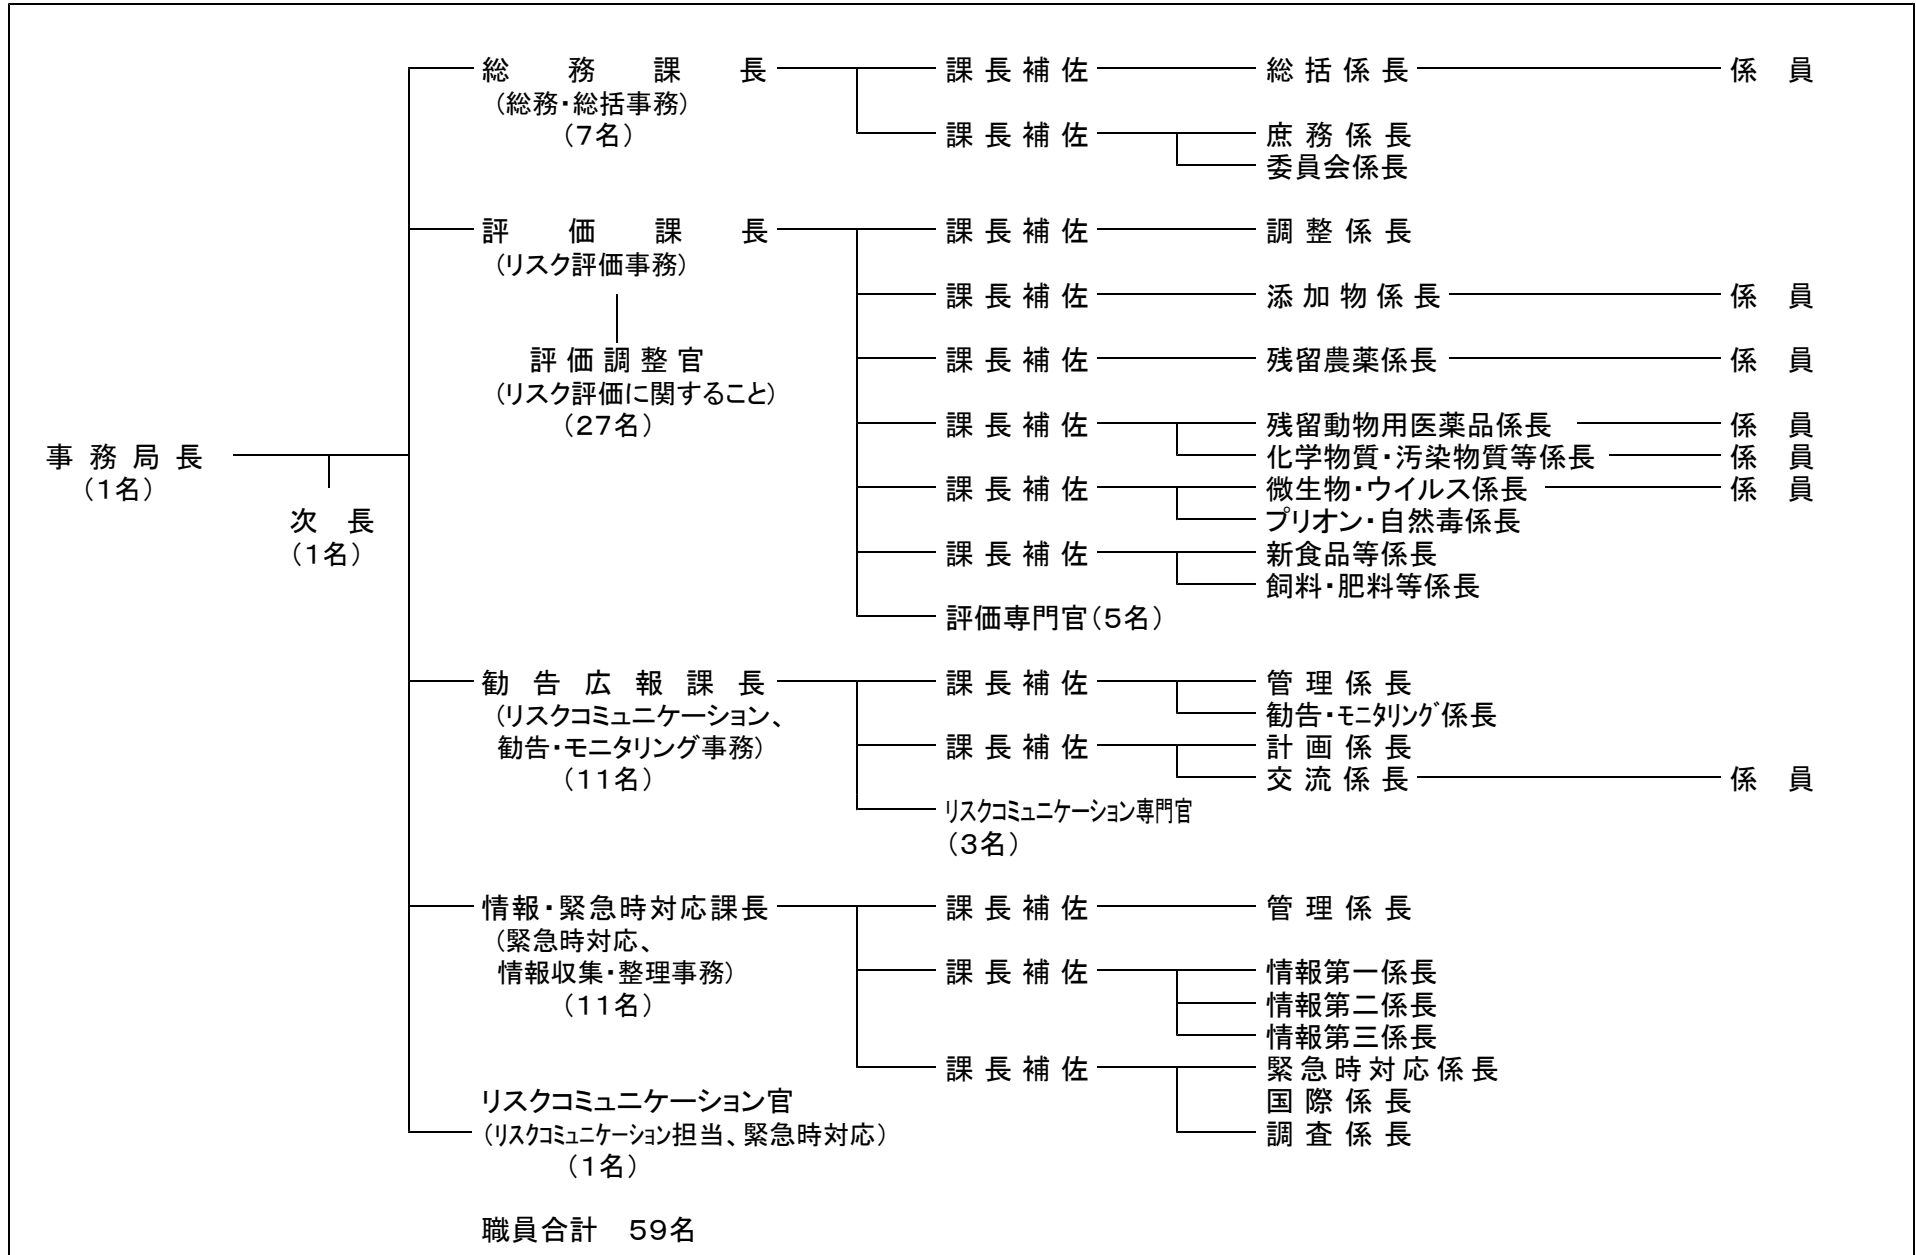 総務課長 課長補佐 総括係長 係員
（総務・総括事務）
（7名） 課長補佐 庶務係長
委員会係長
評価課長 課長補佐 調整係長
（リスク評価事務）
課長補佐 添加物係長 係員
評価調整官 課長補佐 残留農薬係長 係員
（リスク評価に関すること）
（27名） 課長補佐 残留動物用医薬品係長 係員
事務局長 化学物質・汚染物質等係長 係員
（1名） 課長補佐 微生物・ウイルス係長 係員
次長 プリオン・自然毒係長
（1名） 課長補佐 新食品等係長
飼料・肥料等係長
評価専門官（5名）
勧告広報課長 課長補佐 管理係長
（リスクコミュニケーション、 勧告・モニタリング係長
勧告・モニタリング事務） 課長補佐 計画係長
（11名） 交流係長 係員
リスクコミュニケーション専門官
（3名）
情報・緊急時対応課長 課長補佐 管理係長
（緊急時対応、
情報収集・整理事務） 課長補佐 情報第一係長
（11名） 情報第二係長
情報第三係長
課長補佐 緊急時対応係長
リスクコミュニケーション官 国際係長
（リスクコミュニケーション担当、緊急時対応） 調査係長
（1名）
職員合計　59名